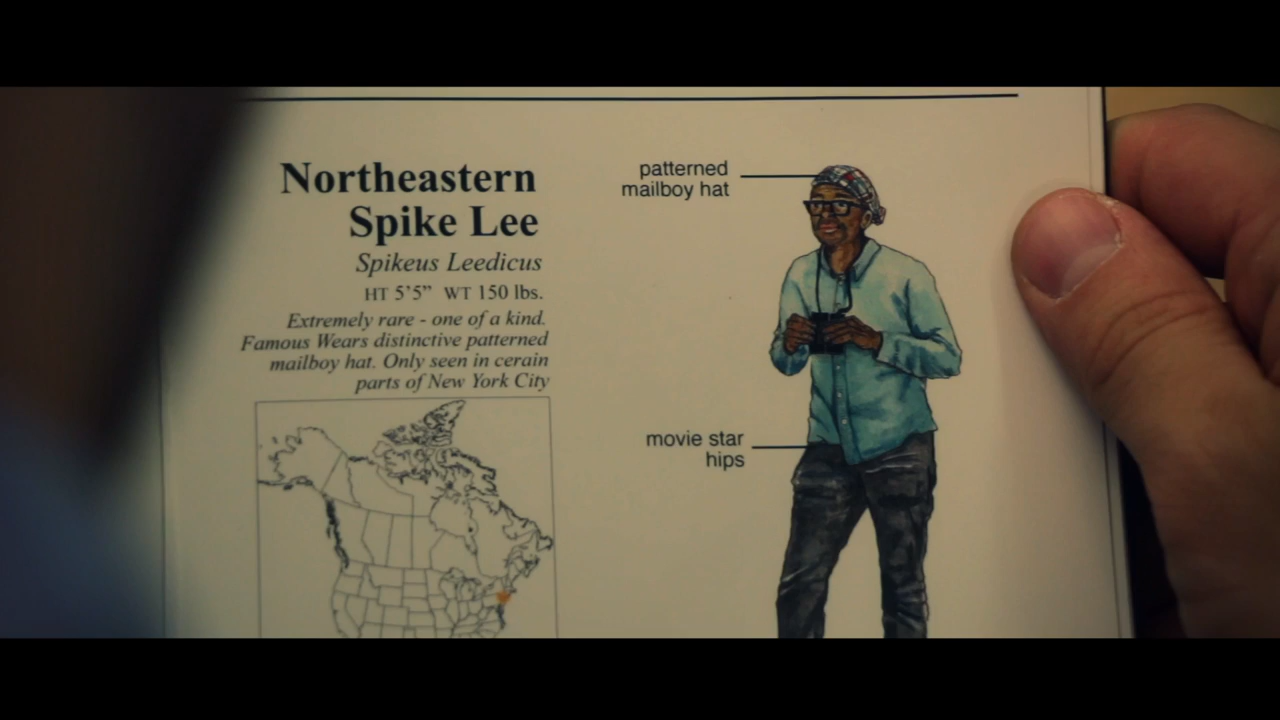 Northeastern
Spike Lee
Spikeus Leedicus
HT 5’5” WT 150 lbs.
Extremely rare - one of a kind.
Famous Wears distinctive patterned
mailboy hat. Only seen in cerain
parts of New York City
patterned
mailboy hat
movie star
hips